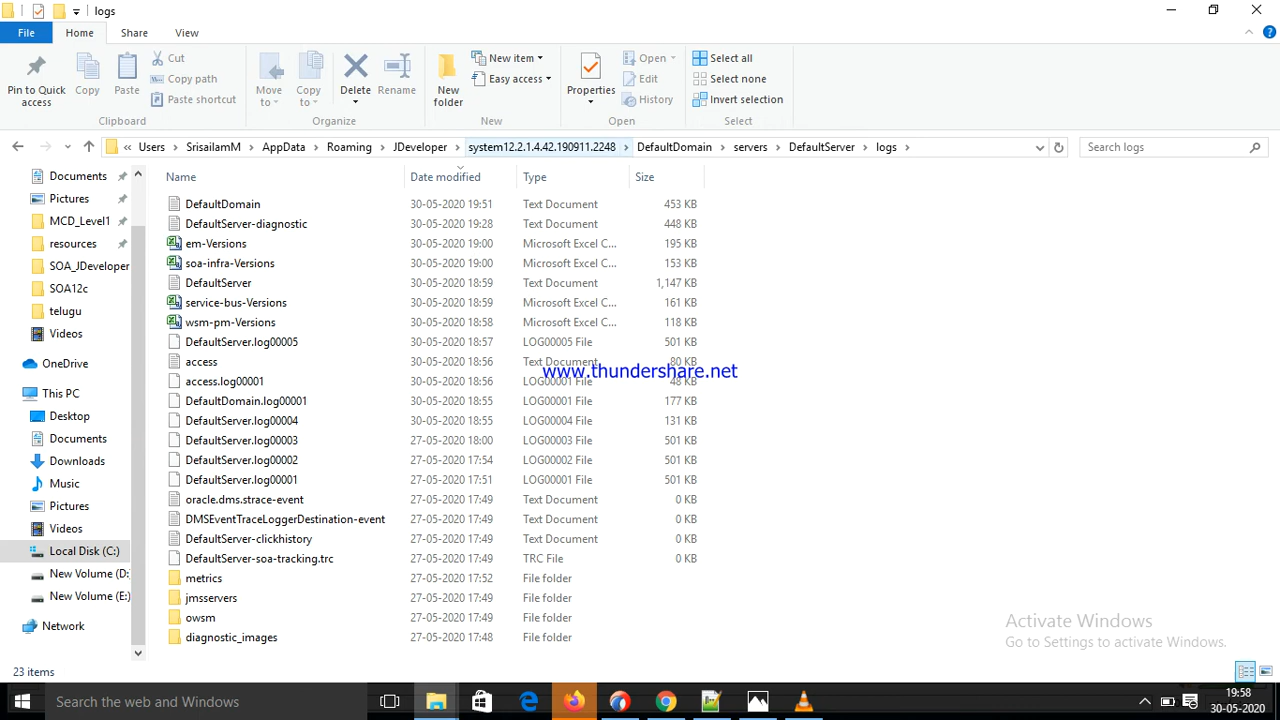 logs
File Home Share View
Pin to Quick access
Copy
Paste
Cut
Copy path
Paste shortcut
Clipboard
Move to
Copy to
Delete
Rename
Organize
New folder
New item
Easy access
New
Properties
Open
Edit
History
Open
Select all
Select none
Invert selection
Select
« Users > SrisailamM > AppData > Roaming > JDeveloper > system12.2.1.4.42.190911.2248 > DefaultDomain > servers > DefaultServer > logs >
Search logs
Documents
Pictures
MCD_Level1
resources
SOA_JDeveloper
SOA12c
telugu
Videos
OneDrive
This PC
Desktop
Documents
Downloads
Music
Pictures
Videos
Local Disk (C:)
New Volume (D:
New Volume (E:)
Network
Name Date modified Type Size
DefaultDomain 30-05-2020 19:51 Text Document 453 KB
DefaultServer-diagnostic 30-05-2020 19:28 Text Document 448 KB
em-Versions 30-05-2020 19:00 Microsoft Excel C... 195 KB
soa-infra-Versions 30-05-2020 19:00 Microsoft Excel C... 153 KB
DefaultServer 30-05-2020 18:59 Text Document 1,147 KB
service-bus-Versions 30-05-2020 18:59 Microsoft Excel C... 161 KB
wsm-pm-Versions 30-05-2020 18:58 Microsoft Excel C... 118 KB
DefaultServer.log00005 30-05-2020 18:57 LOG00005 File 501 KB
access 30-05-2020 18:56 Text Document 80 KB
www.thundershare.net
access.log00001 30-05-2020 18:56 LOG00001 File 48 KB
DefaultDomain.log00001 30-05-2020 18:55 LOG00001 File 177 KB
DefaultServer.log00004 30-05-2020 18:55 LOG00004 File 131 KB
DefaultServer.log00003 27-05-2020 18:00 LOG00003 File 501 KB
DefaultServer.log00002 27-05-2020 17:54 LOG00002 File 501 KB
DefaultServer.log00001 27-05-2020 17:51 LOG00001 File 501 KB
oracle.dms.strace-event 27-05-2020 17:49 Text Document 0 KB
DMSEventTraceLoggerDestination-event 27-05-2020 17:49 Text Document 0 KB
DefaultServer-clickhistory 27-05-2020 17:49 Text Document 0 KB
DefaultServer-soa-tracking.trc 27-05-2020 17:49 TRC File 0 KB
metrics 27-05-2020 17:52 File folder
jmsservers 27-05-2020 17:49 File folder
owsm 27-05-2020 17:49 File folder
diagnostic_images 27-05-2020 17:48 File folder
Activate Windows
Go to Settings to activate Windows.
23 items
Search the web and Windows
19:58
30-05-2020